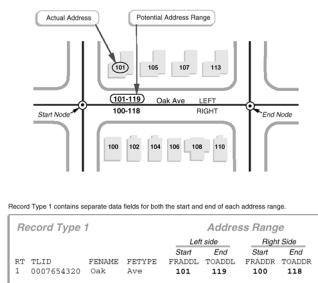 Actual Address
Potential Address Range
101 105 107 113
101-119 Oak Ave LEFT
100-118 RIGHT
Start Node
End Node
100 102 104 106 108 110
Record Type 1 contains separate data fields for both the start and end of each address range.
Record Type 1 Address Range
Left side Right Side
Start End Start End
RT TLID FENAME FETYPE FRADDL TOADDL FRADDR TOADDR
1 0007654320 Oak Ave 101 119 100 118